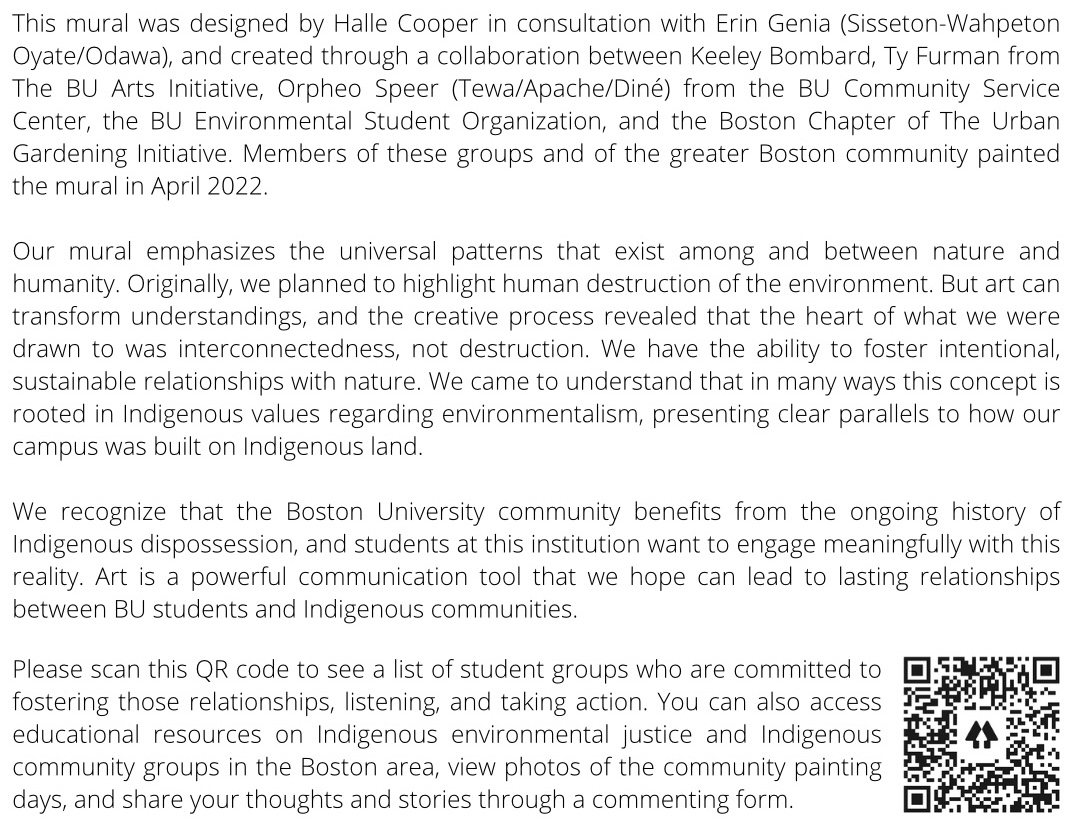 This mural was designed by Halle Cooper in consultation with Erin Genia (Sisseton-Wahpeton
Oyate/Odawa), and created through a collaboration between Keeley Bombard, Ty Furman from
The BU Arts Initiative, Orpheo Speer (Tewa/Apache/Diné) from the BU Community Service
Center, the BU Environmental Student Organization, and the Boston Chapter of The Urban
Gardening Initiative. Members of these groups and of the greater Boston community painted
the mural in April 2022.
Our mural emphasizes the universal patterns that exist among and between nature and
humanity. Originally, we planned to highlight human destruction of the environment. But art can
transform understandings, and the creative process revealed that the heart of what we were
drawn to was interconnectedness, not destruction. We have the ability to foster intentional,
sustainable relationships with nature. We came to understand that in many ways this concept is
rooted in Indigenous values regarding environmentalism, presenting clear parallels to how our
campus was built on Indigenous land.
We recognize that the Boston University community benefits from the ongoing history of
Indigenous dispossession, and students at this institution want to engage meaningfully with this
reality. Art is a powerful communication tool that we hope can lead to lasting relationships
between BU students and Indigenous communities.
Please scan this QR code to see a list of student groups who are committed to
fostering those relationships, listening, and taking action. You can also access
educational resources on Indigenous environmental justice and Indigenous
community groups in the Boston area, view photos of the community painting
days, and share your thoughts and stories through a commenting form.